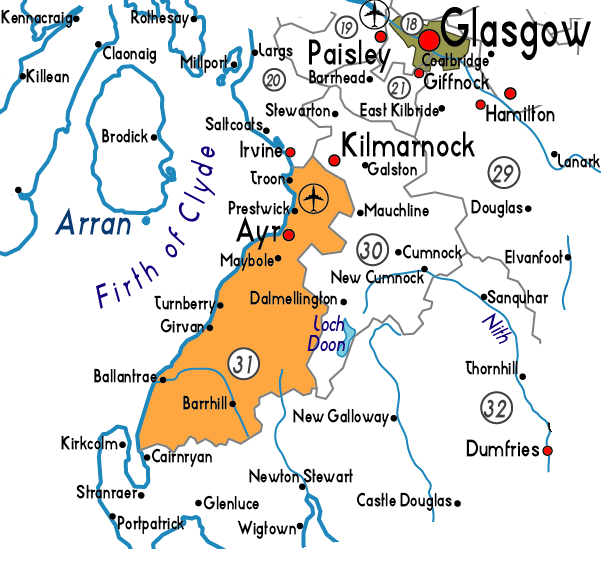 Kennacraig
Rothesay
19
18
Glasgow
Claonaig
Largs
Paisley
Coatbridge
Killean
Millport
20
Barrhead
21
Giffnock
Stewarton
East Kilbride
Hamilton
Saltcoats
Brodick
Irvine
Kilmarnock
Lanark
Troon
Galston
29
Prestwick
Mauchline
Douglas
Arran
Firth of Clyde
Ayr
30
Cumnock
Maybole
New Cumnock
Elvanfoot
Turnberry
Dalmellington
Sanquhar
Girvan
Loch
Doon
Nith
31
Thornhill
Ballantrae
Barrhill
New Galloway
32
Kirkcolm
Cairnryan
Dumfries
Newton Stewart
Stranraer
Glenluce
Castle Douglas
Portpatrick
Wigtown